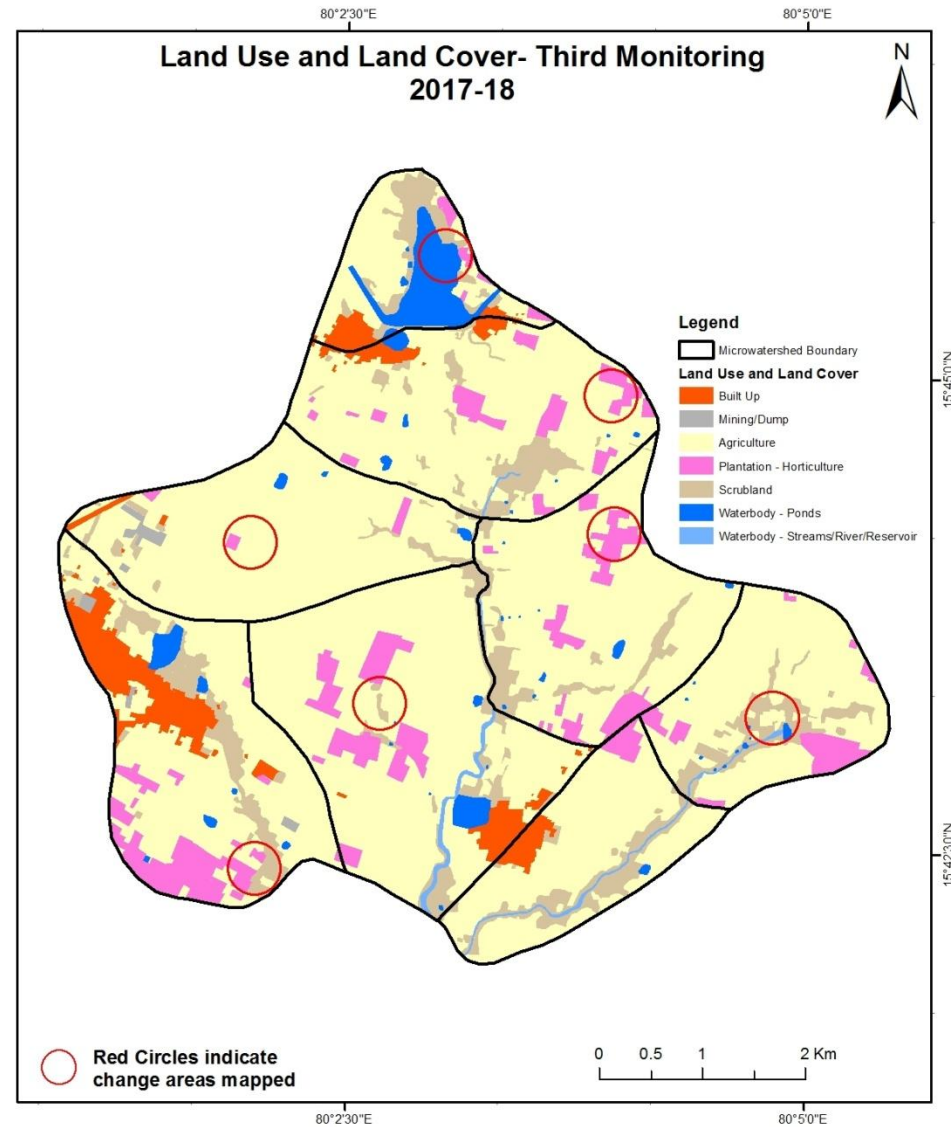 80°2'30"E
80°5'0"E
Land Use and Land Cover- Third Monitoring
2017-18
N
15°45'0"N
Legend
Microwatershed Boundary
Land Use and Land Cover
Built Up
Mining/Dump
Agriculture
Plantation - Horticulture
Scrubland
Waterbody - Ponds
Waterbody - Streams/River/Reservoir
15°42'30"N
Red Circles indicate
change areas mapped
0 0.5 1 2 Km
80°2'30"E
80°5'0"E